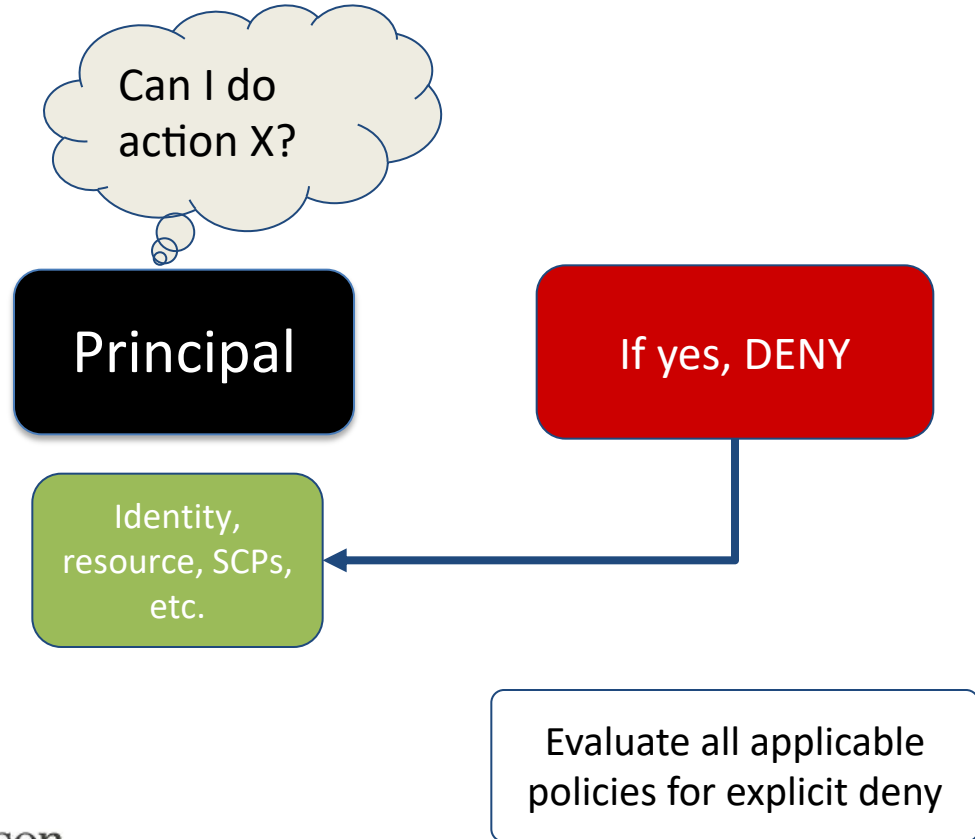 Can I do
action X?
Principal
If yes, DENY
Identity,
resource, SCPs,
etc.
Evaluate all applicable
policies for explicit deny